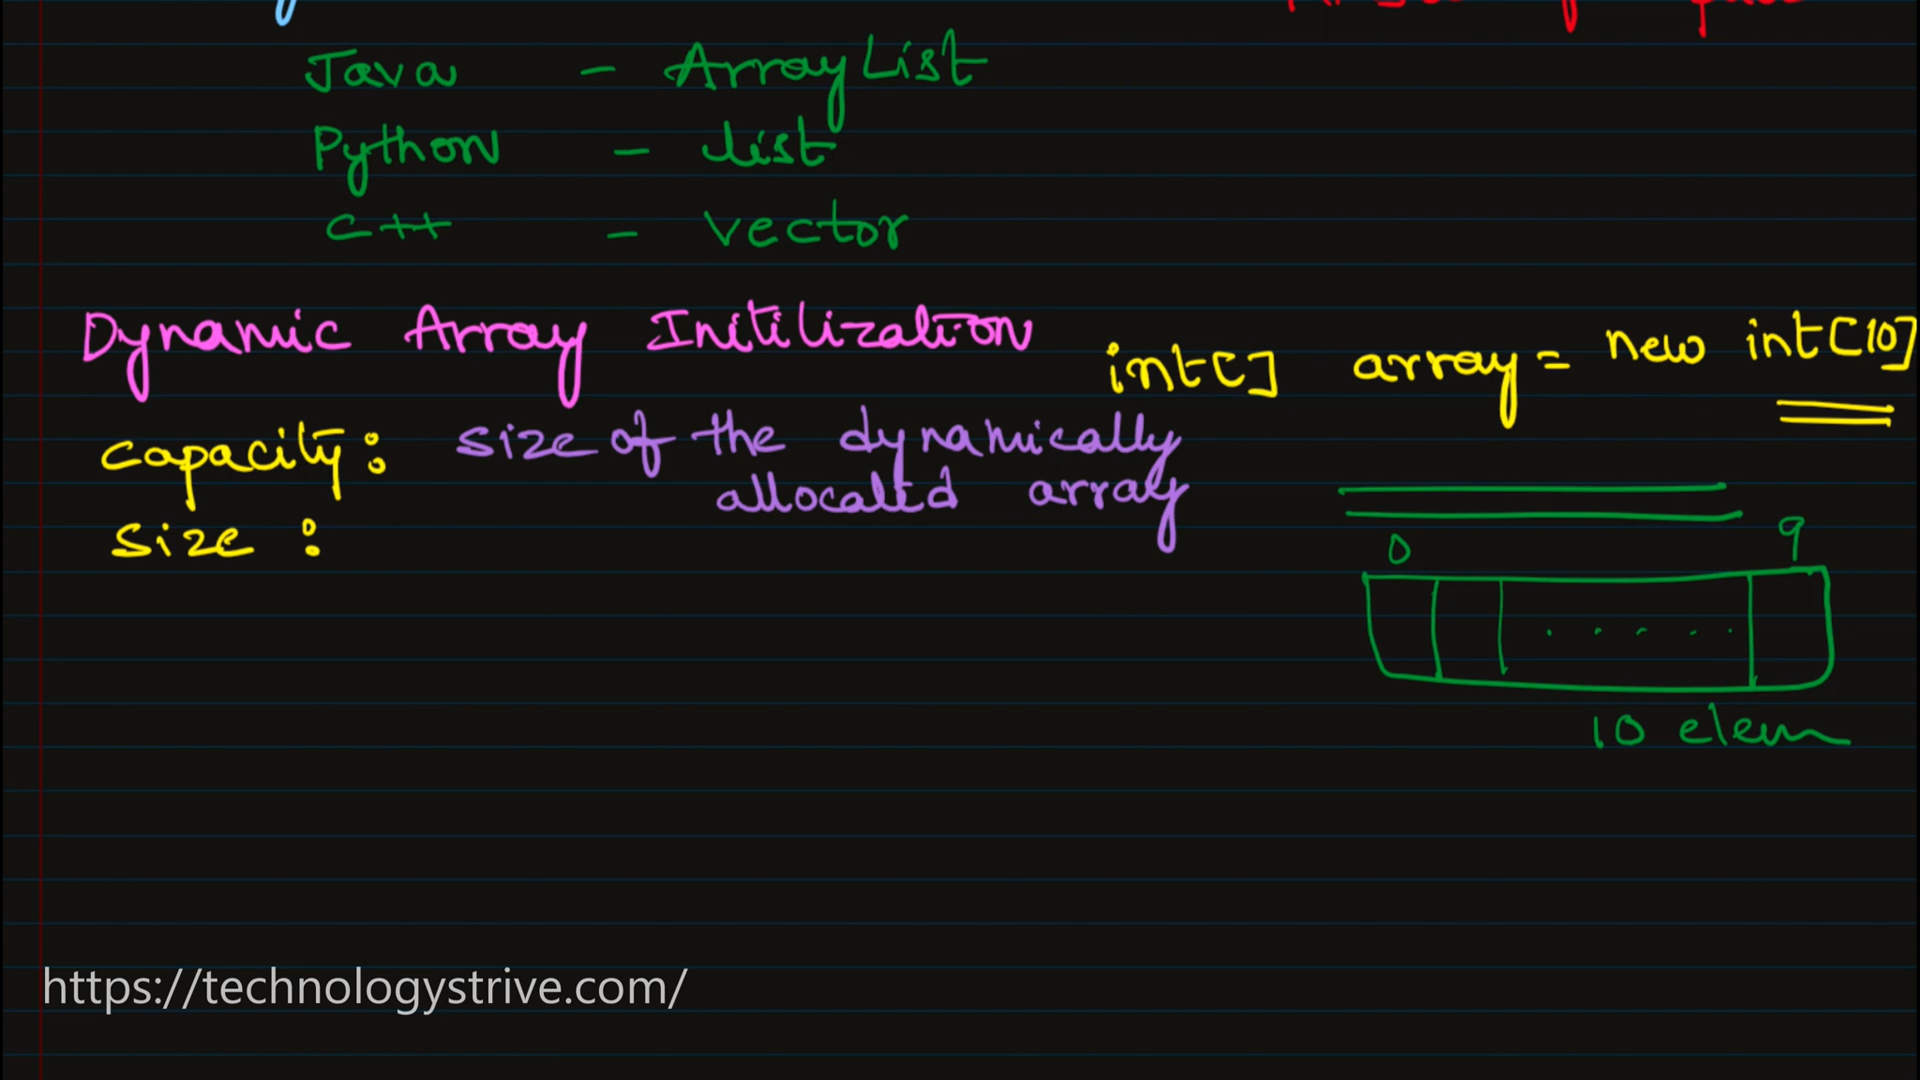 Java - ArrayList
Python - list
C++ - vector
Dynamic Array Initilization
int[] array = new int[10]
capacity: size of the dynamically
allocated array
size :
0 9
10 elem
https://technologystrive.com/